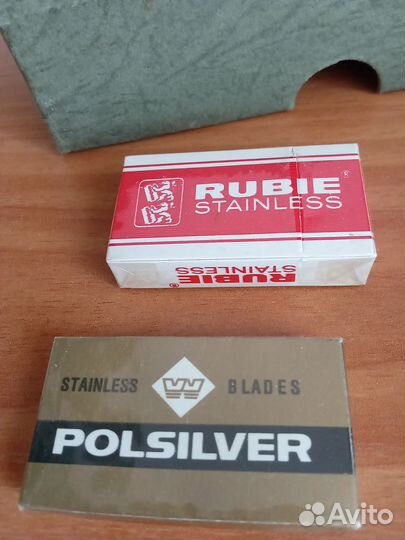 RUBIE ®
STAINLESS
RUBIE ®
STAINLESS
STAINLESS BLADES
POLSILVER
Avito